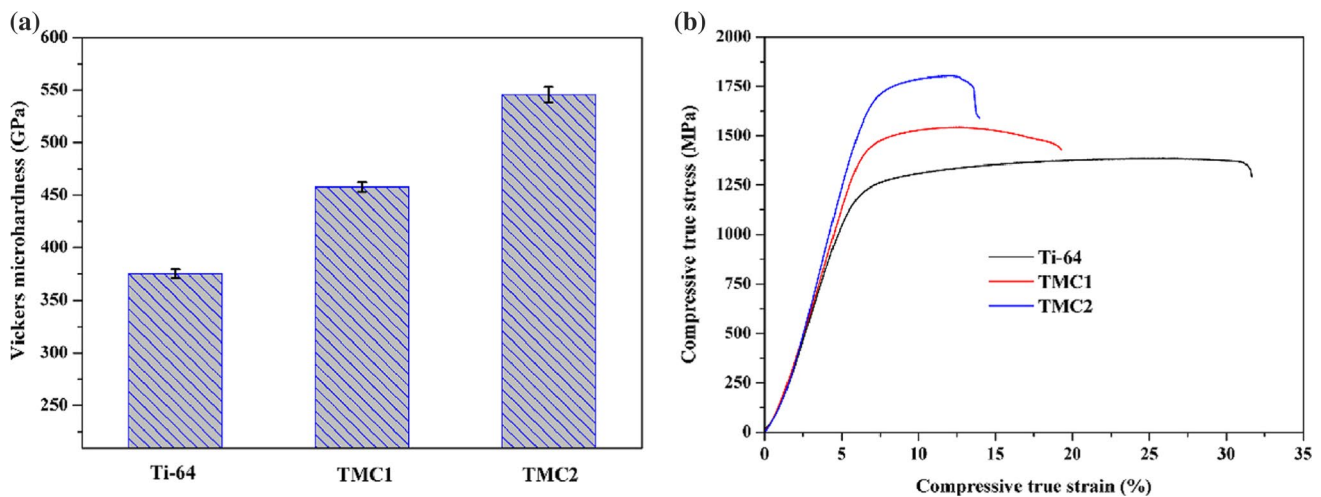 (a)
600
550
500
450
400
350
300
250
Vickers microhardness (GPa)
Ti-64
TMC1
TMC2
(b)
2000
1750
1500
1250
1000
750
500
250
0
Compressive true stress (MPa)
Ti-64
TMC1
TMC2
0 5 10 15 20 25 30 35
Compressive true strain (%)